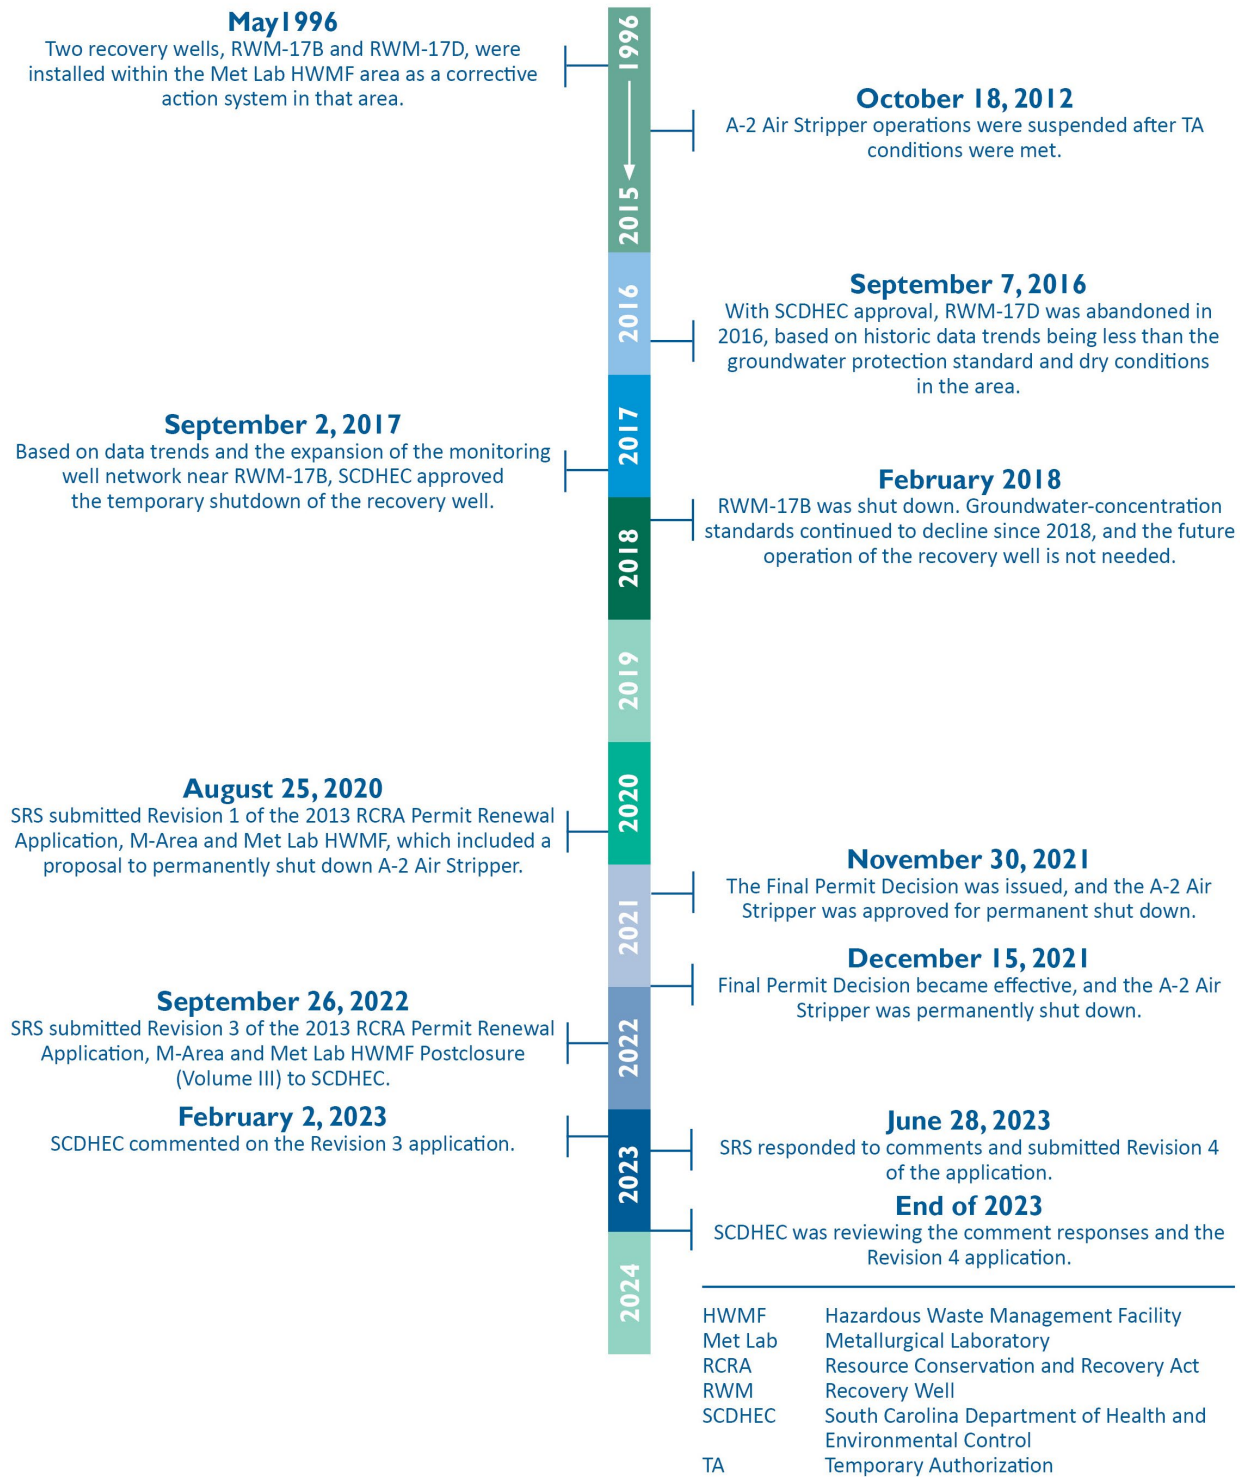 May1996
Two recovery wells, RWM-17B and RWM-17D, were
installed within the Met Lab HWMF area as a corrective
action system in that area.
1996
October 18, 2012
A-2 Air Stripper operations were suspended after TA
conditions were met.
2015
September 7, 2016
With SCDHEC approval, RWM-17D was abandoned in
2016, based on historic data trends being less than the
groundwater protection standard and dry conditions
in the area.
2016
September 2, 2017
Based on data trends and the expansion of the monitoring
well network near RWM-17B, SCDHEC approved
the temporary shutdown of the recovery well.
2017
February 2018
RWM-17B was shut down. Groundwater-concentration
standards continued to decline since 2018, and the future
operation of the recovery well is not needed.
2018
2019
August 25, 2020
SRS submitted Revision 1 of the 2013 RCRA Permit Renewal
Application, M-Area and Met Lab HWMF, which included a
proposal to permanently shut down A-2 Air Stripper.
2020
November 30, 2021
The Final Permit Decision was issued, and the A-2 Air
Stripper was approved for permanent shut down.
2021
December 15, 2021
Final Permit Decision became effective, and the A-2 Air
Stripper was permanently shut down.
September 26, 2022
SRS submitted Revision 3 of the 2013 RCRA Permit Renewal
Application, M-Area and Met Lab HWMF Postclosure
(Volume III) to SCDHEC.
2022
February 2, 2023
SCDHEC commented on the Revision 3 application.
June 28, 2023
SRS responded to comments and submitted Revision 4
of the application.
2023
End of 2023
SCDHEC was reviewing the comment responses and the
Revision 4 application.
2024
HWMF Hazardous Waste Management Facility
Met Lab Metallurgical Laboratory
RCRA Resource Conservation and Recovery Act
RWM Recovery Well
SCDHEC South Carolina Department of Health and
Environmental Control
TA Temporary Authorization